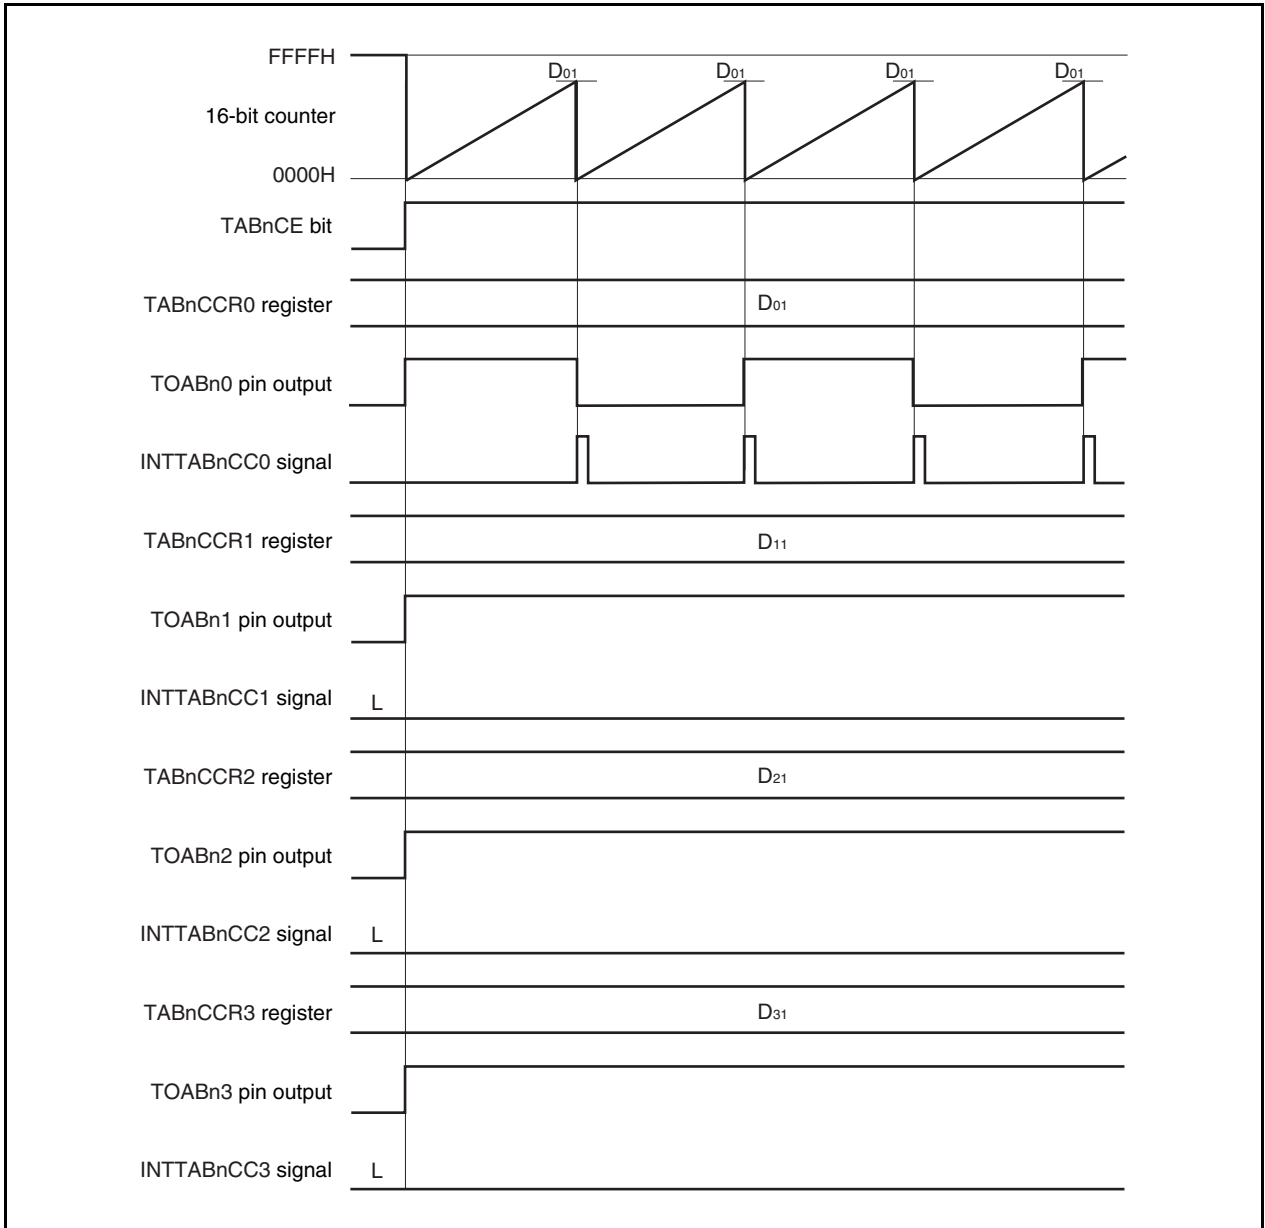 FFFFH
D01 D01 D01 D01
16-bit counter
0000H
TABnCE bit
TABnCCR0 register
D01
TOABn0 pin output
INTTABnCC0 signal
TABnCCR1 register
D11
TOABn1 pin output
INTTABnCC1 signal
L
TABnCCR2 register
D21
TOABn2 pin output
INTTABnCC2 signal
L
TABnCCR3 register
D31
TOABn3 pin output
INTTABnCC3 signal
L